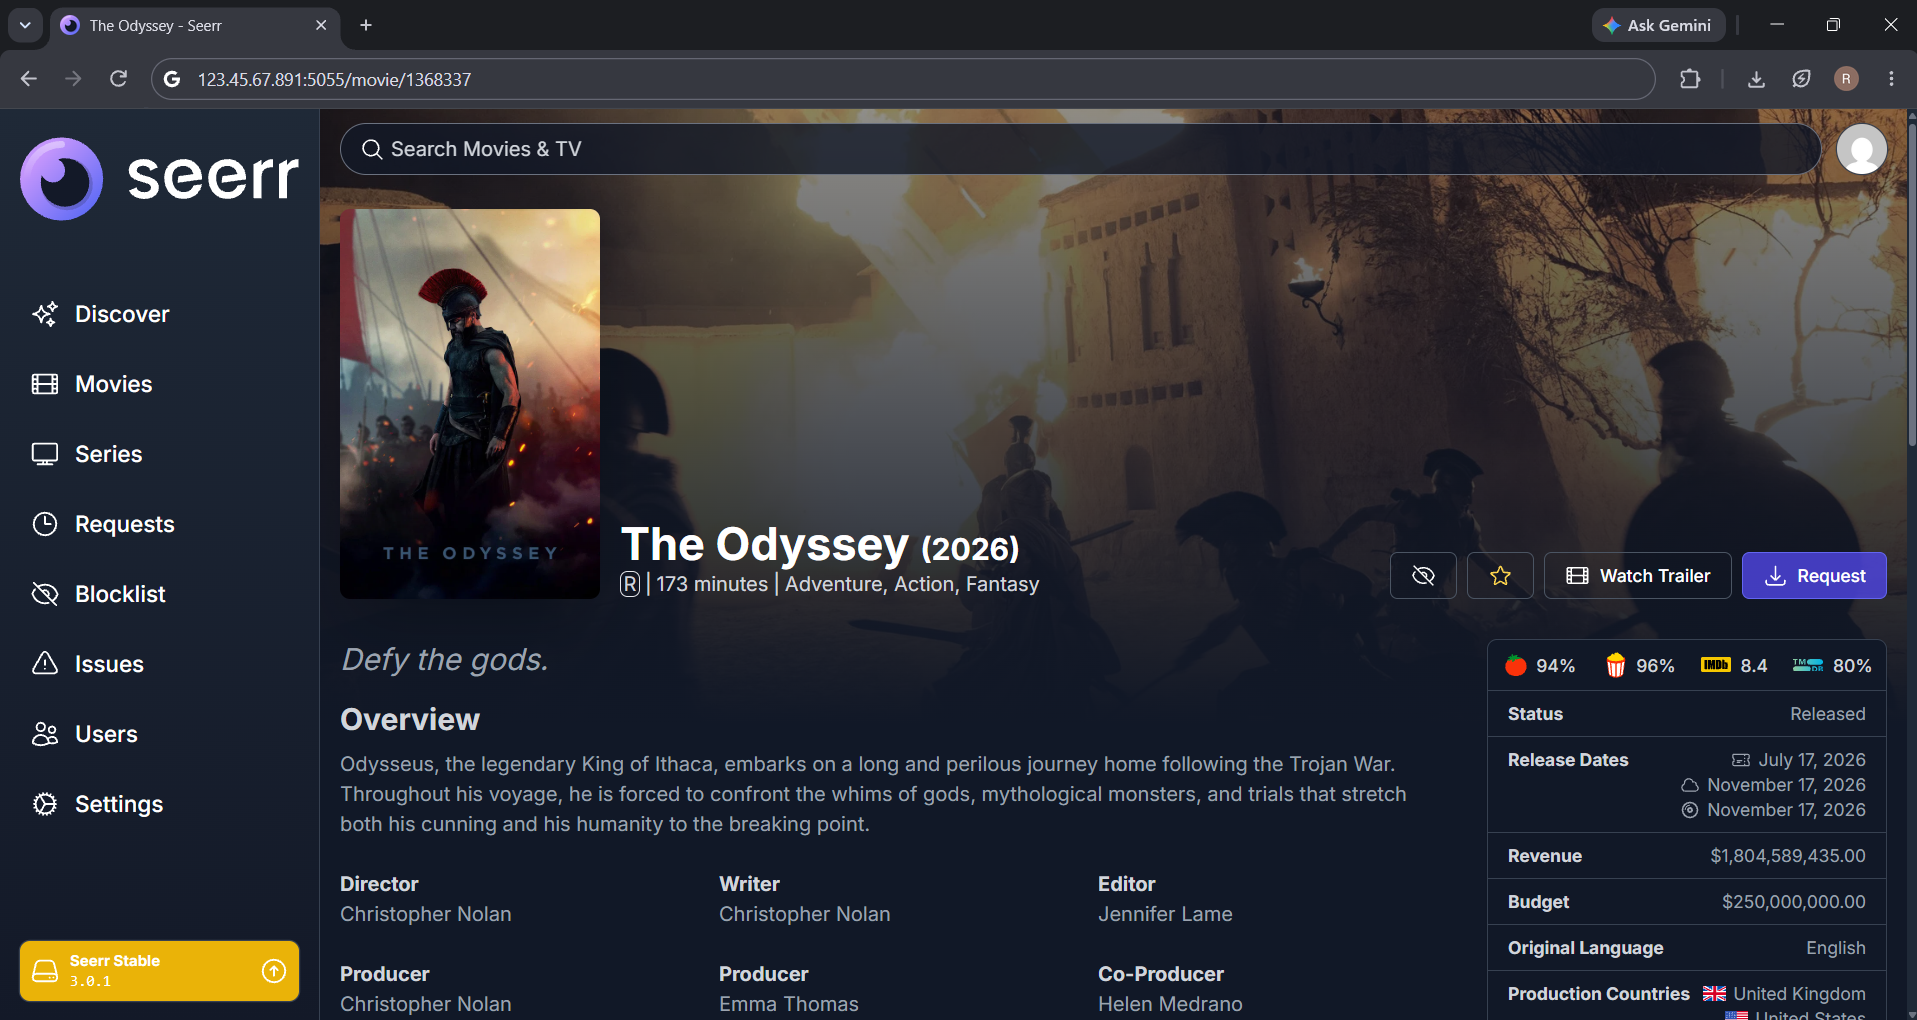 The Odyssey - Seerr
Ask Gemini
123.45.67.891:5055/movie/1368337
R
seerr
Search Movies & TV
Discover
Movies
Series
Requests
Blocklist
Issues
Users
Settings
Seerr Stable
3.0.1
THE ODYSSEY
The Odyssey (2026)
R | 173 minutes | Adventure, Action, Fantasy
Watch Trailer
Request
Defy the gods.
Overview
Odysseus, the legendary King of Ithaca, embarks on a long and perilous journey home following the Trojan War.
Throughout his voyage, he is forced to confront the whims of gods, mythological monsters, and trials that stretch
both his cunning and his humanity to the breaking point.
Director
Christopher Nolan
Writer
Christopher Nolan
Editor
Jennifer Lame
Producer
Christopher Nolan
Producer
Emma Thomas
Co-Producer
Helen Medrano
94% 96% IMDb 8.4 TMDB 80%
Status Released
Release Dates July 17, 2026
November 17, 2026
November 17, 2026
Revenue $1,804,589,435.00
Budget $250,000,000.00
Original Language English
Production Countries United Kingdom
United States